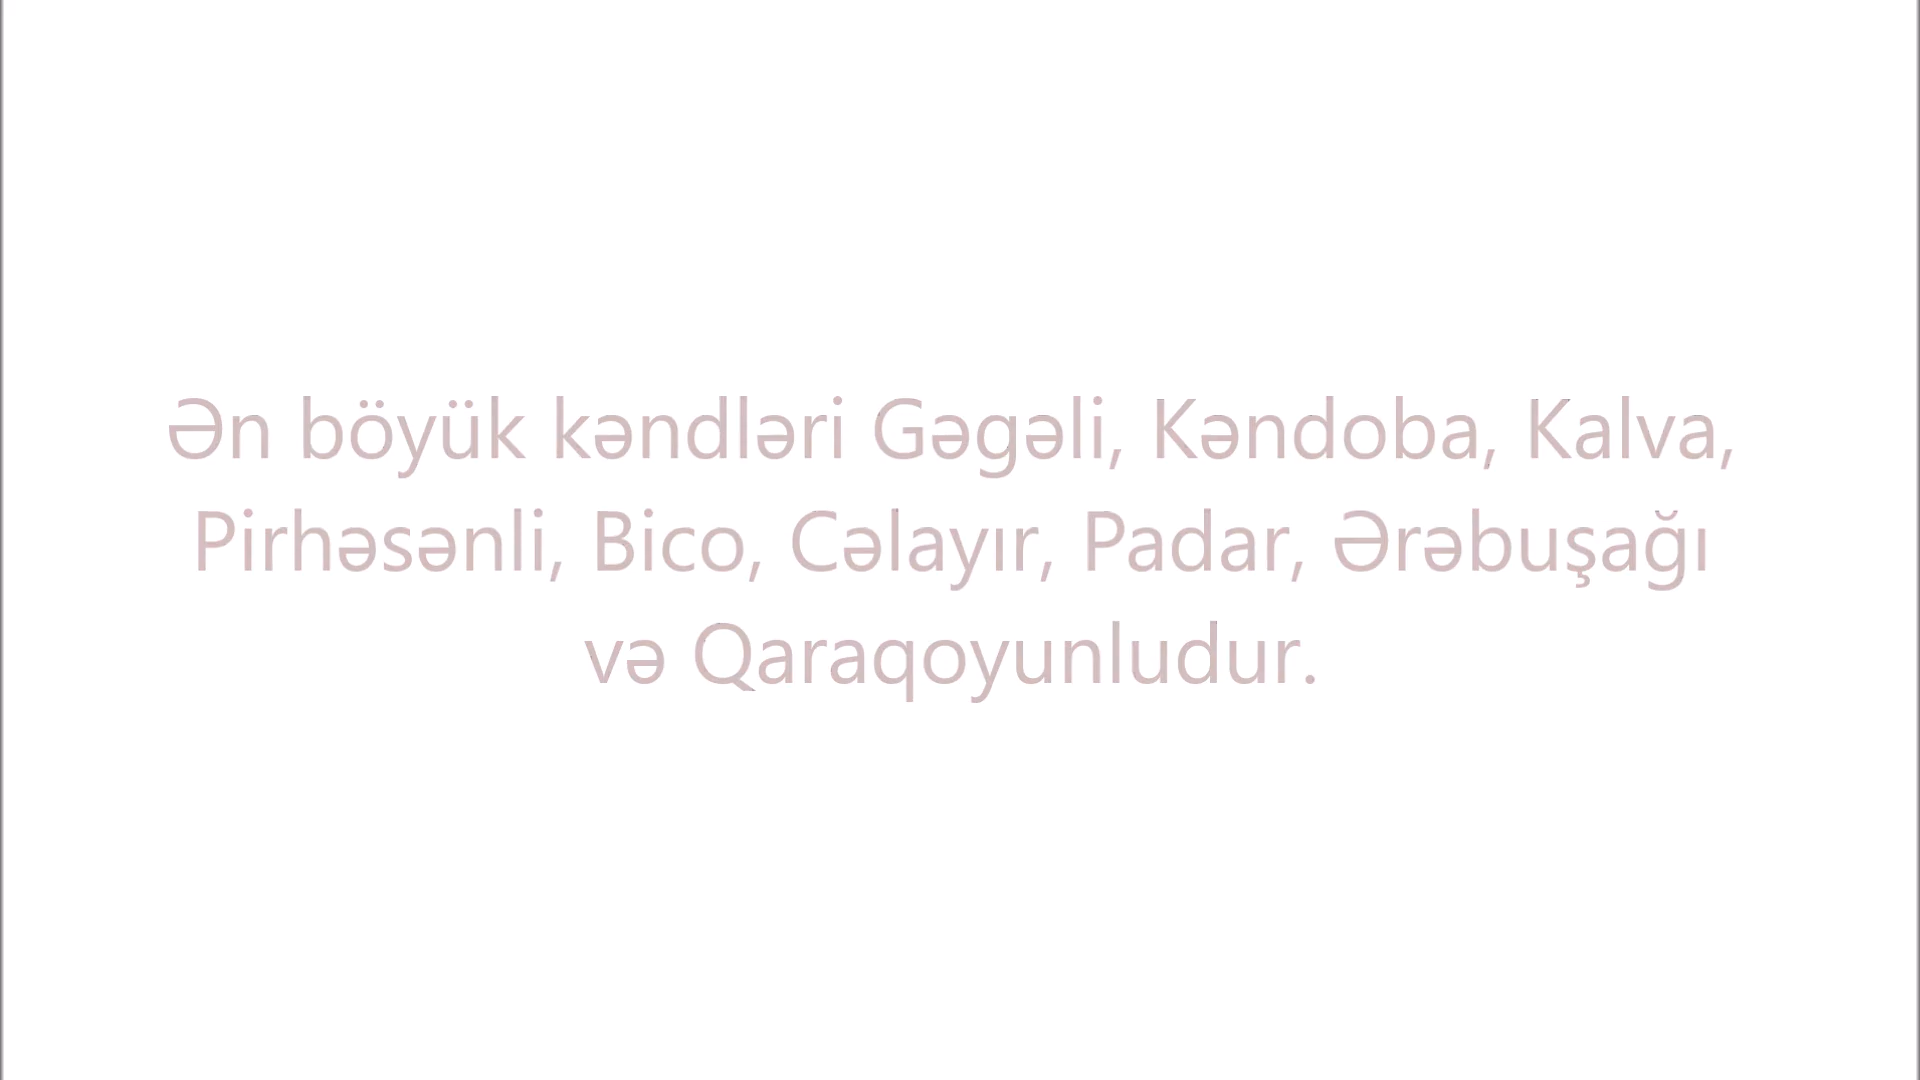 Ən böyük kəndləri Gəgəli, Kəndoba, Kalva,
Pirhəsənli, Bico, Cəlayır, Padar, Ərəbuşağı
və Qaraqoyunludur.